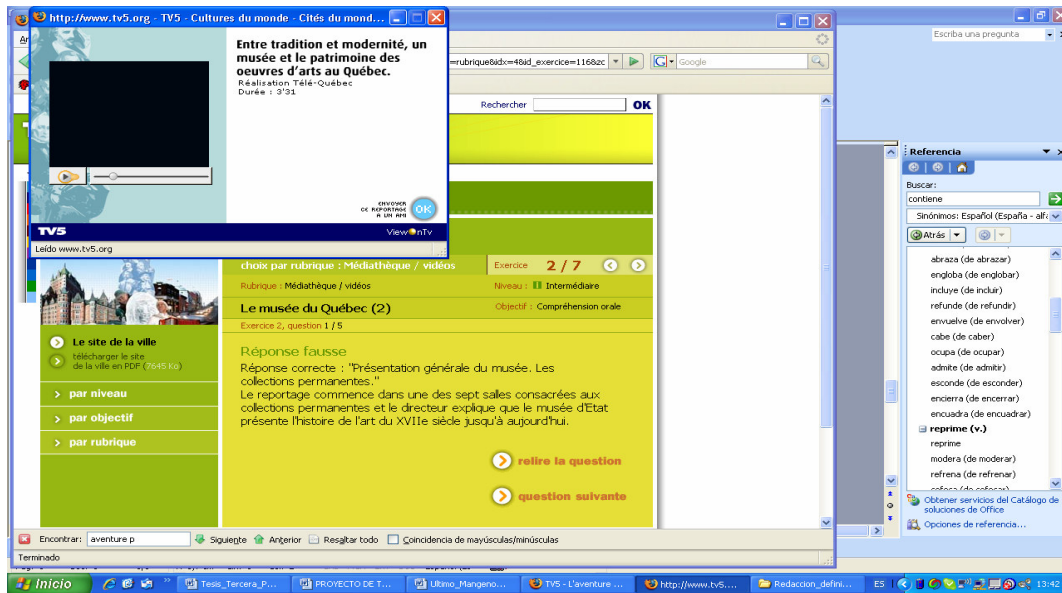 http://www.tv5.org - TV5 - Cultures du monde - Cités du mond...
Entre tradition et modernité, un
musée et le patrimoine des
oeuvres d'arts au Québec.
Réalisation Télé-Québec
Durée : 3'31
ENVOYER
CE REPORTAGE
A UN AMI
OK
TV5
ViewOnTv
Leído www.tv5.org
=rubrique&idx=4&id_exercice=116&zc
Google
Rechercher
OK
choix par rubrique : Médiathèque / vidéos
Exercice 2 / 7
Rubrique : Médiathèque / vidéos
Niveau : Intermédiaire
Le musée du Québec (2)
Objectif : Compréhension orale
Exercice 2, question 1 / 5
Le site de la ville
télécharger le site
de la ville en PDF (7645 Ko)
par niveau
par objectif
par rubrique
Réponse fausse
Réponse correcte : "Présentation générale du musée. Les
collections permanentes."
Le reportage commence dans une des sept salles consacrées aux
collections permanentes et le directeur explique que le musée d'Etat
présente l'histoire de l'art du XVIIe siècle jusqu'à aujourd'hui.
relire la question
question suivante
Encontrar: aventure p
Siguiente
Anterior
Resaltar todo
Coincidencia de mayúsculas/minúsculas
Terminado
Escriba una pregunta
Referencia
Buscar:
contiene
Sinónimos: Español (España - alfa
Atrás
abraza (de abrazar)
engloba (de englobar)
incluye (de incluir)
refunde (de refundir)
envuelve (de envolver)
cabe (de caber)
ocupa (de ocupar)
admite (de admitir)
esconde (de esconder)
encierra (de encerrar)
encuadra (de encuadrar)
reprime (v.)
reprime
modera (de moderar)
refrena (de refrenar)
Obtener servicios del Catálogo de
soluciones de Office
Opciones de referencia...
Inicio
Tesis_Tercera_P...
PROYECTO DE T...
Ultimo_Mangeno...
TV5 - L'aventure ...
http://www.tv5....
Redaccion_defini...
ES
13:42